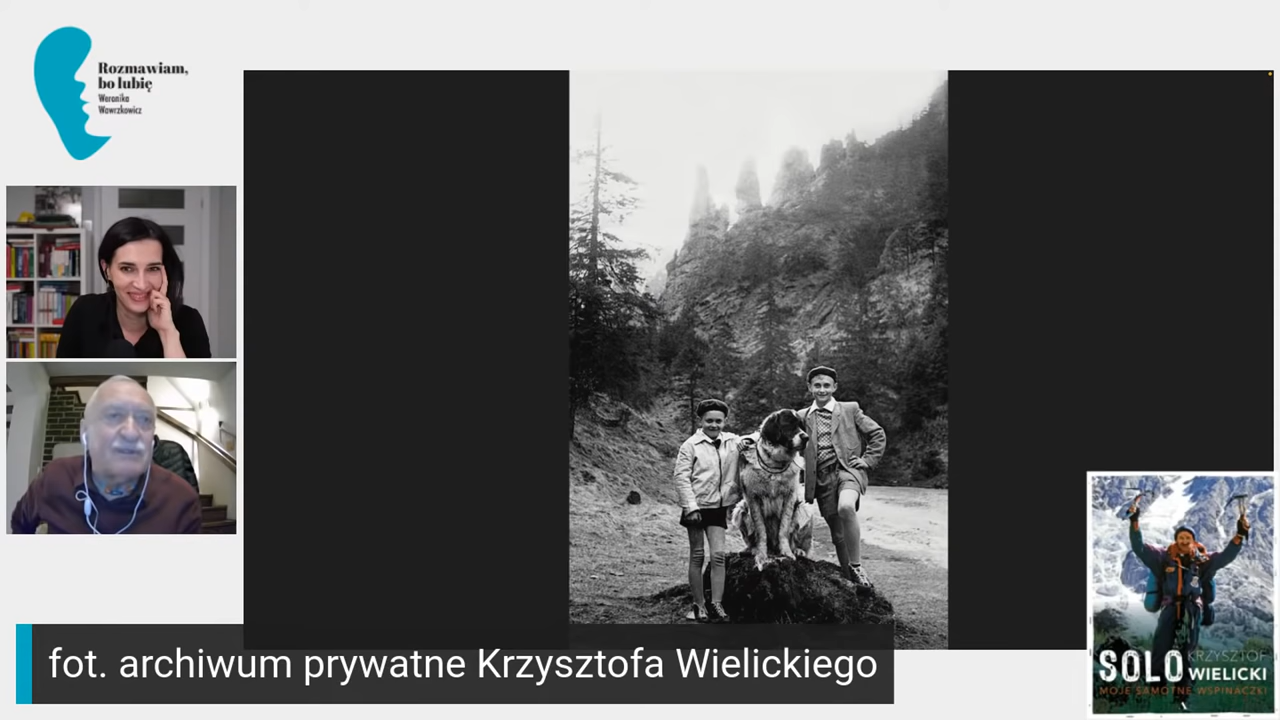 Rozmawiam,
bo lubię
Weronika
Wawrzkowicz
fot. archiwum prywatne Krzysztofa Wielickiego
SOLO
KRZYSZTOF
WIELICKI
MOJE SAMOTNE WSPINACZKI